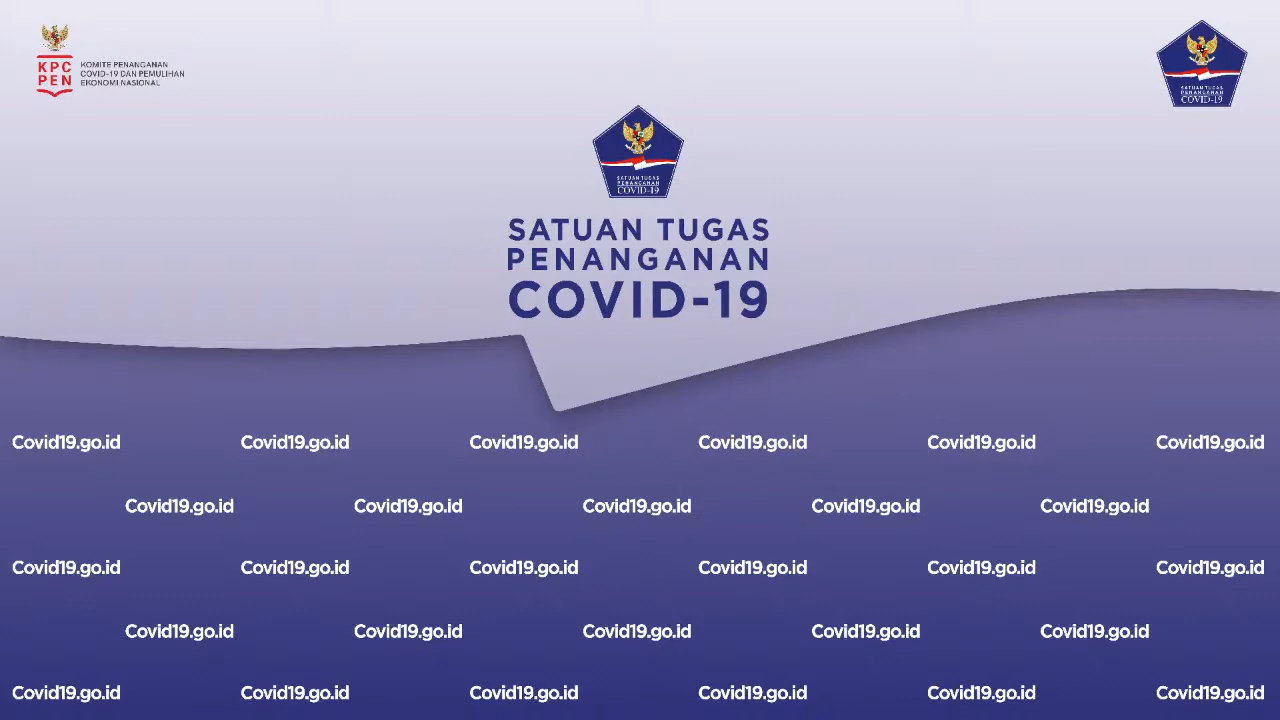 KPC
PEN
KOMITE PENANGANAN
COVID-19 DAN PEMULIHAN
EKONOMI NASIONAL
SATUAN TUGAS
PENANGANAN
COVID-19
SATUAN TUGAS
PENANGANAN
COVID-19
SATUAN TUGAS
PENANGANAN
COVID-19
Covid19.go.id Covid19.go.id Covid19.go.id Covid19.go.id Covid19.go.id Covid19.go.id
Covid19.go.id Covid19.go.id Covid19.go.id Covid19.go.id Covid19.go.id
Covid19.go.id Covid19.go.id Covid19.go.id Covid19.go.id Covid19.go.id Covid19.go.id
Covid19.go.id Covid19.go.id Covid19.go.id Covid19.go.id Covid19.go.id
Covid19.go.id Covid19.go.id Covid19.go.id Covid19.go.id Covid19.go.id Covid19.go.id